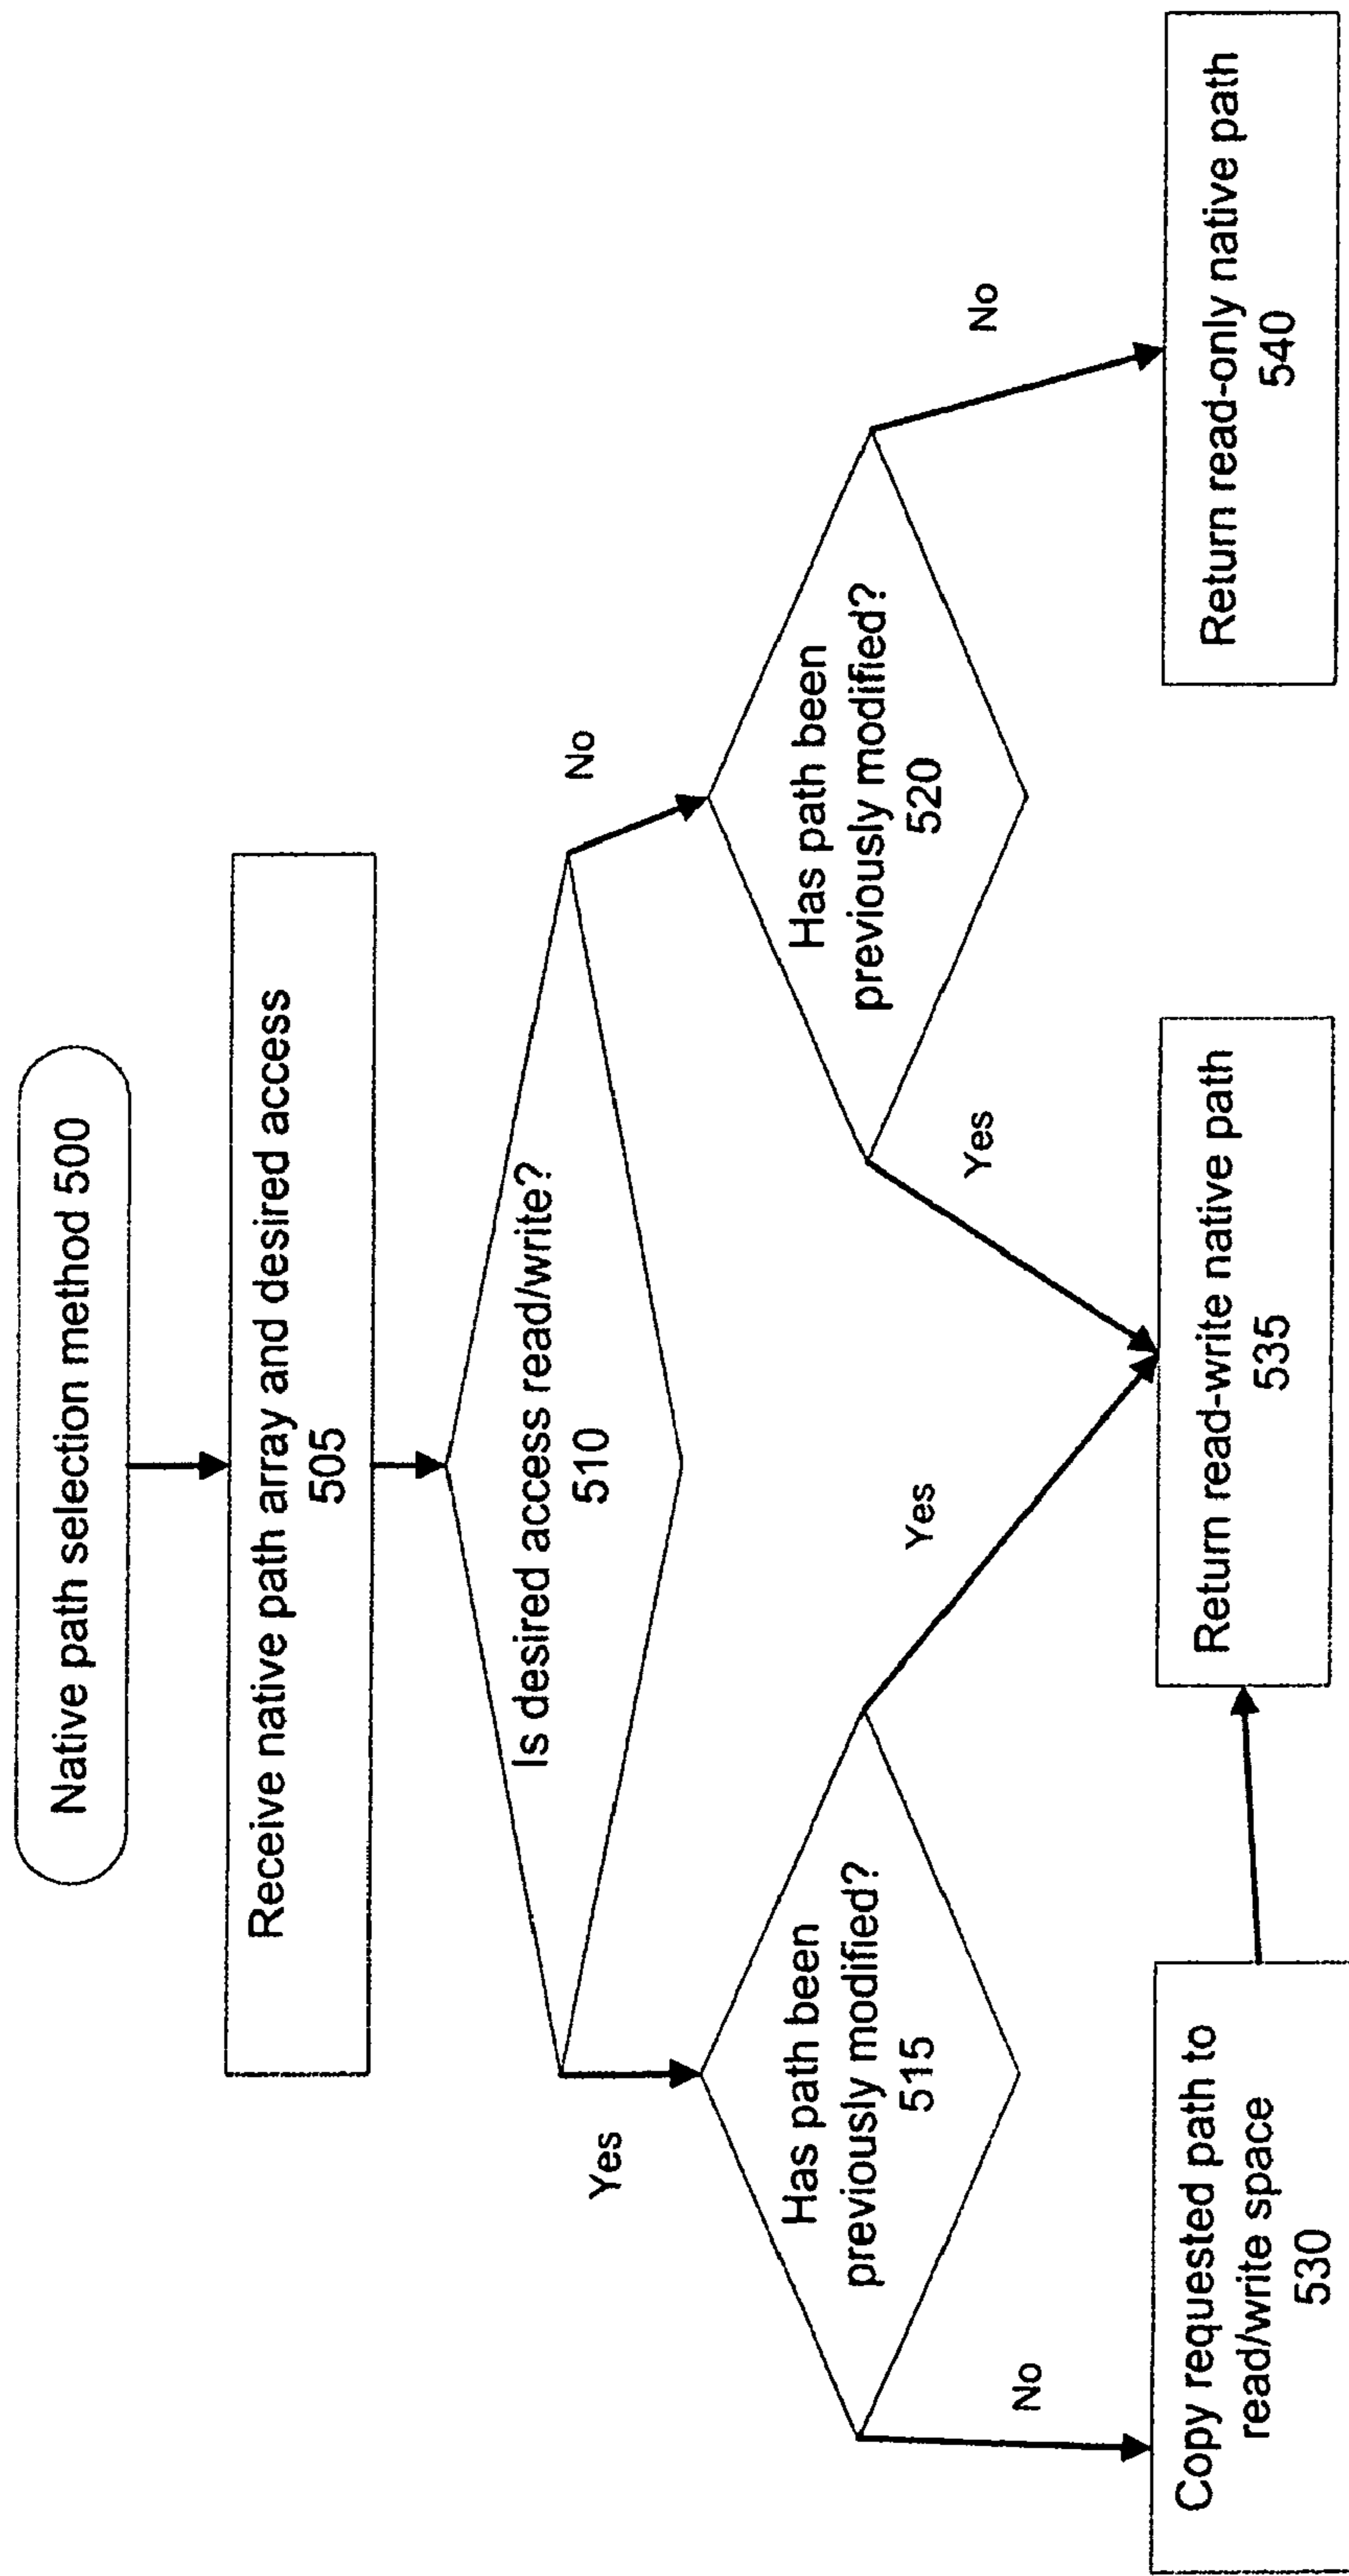 Native path selection method 500
Receive native path array and desired access
505
Is desired access read/write?
510
Yes
No
Has path been
previously modified?
515
Has path been
previously modified?
520
No
Yes
Yes
No
Copy requested path to
read/write space
530
Return read-write native path
535
Return read-only native path
540